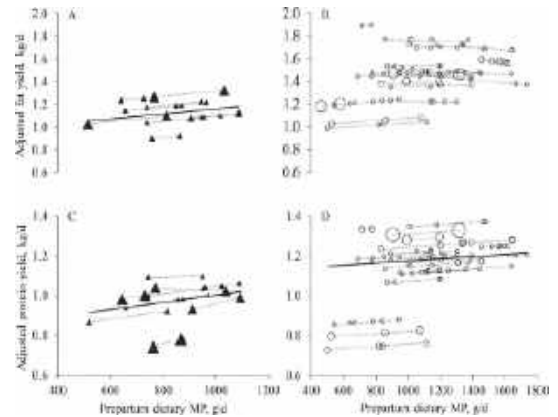 A
B
Adjusted fat yield, kg/d
2.0
1.8
1.6
1.4
1.2
1.0
0.8
0.6
2.0
1.8
1.6
1.4
1.2
1.0
0.8
0.6
C
D
Adjusted protein yield, kg/d
1.4
1.2
1.0
0.8
0.6
1.4
1.2
1.0
0.8
0.6
400 600 800 1000 1200
400 600 800 1000 1200 1400 1600 1800
Prepartum dietary MP, g/d
Prepartum dietary MP, g/d